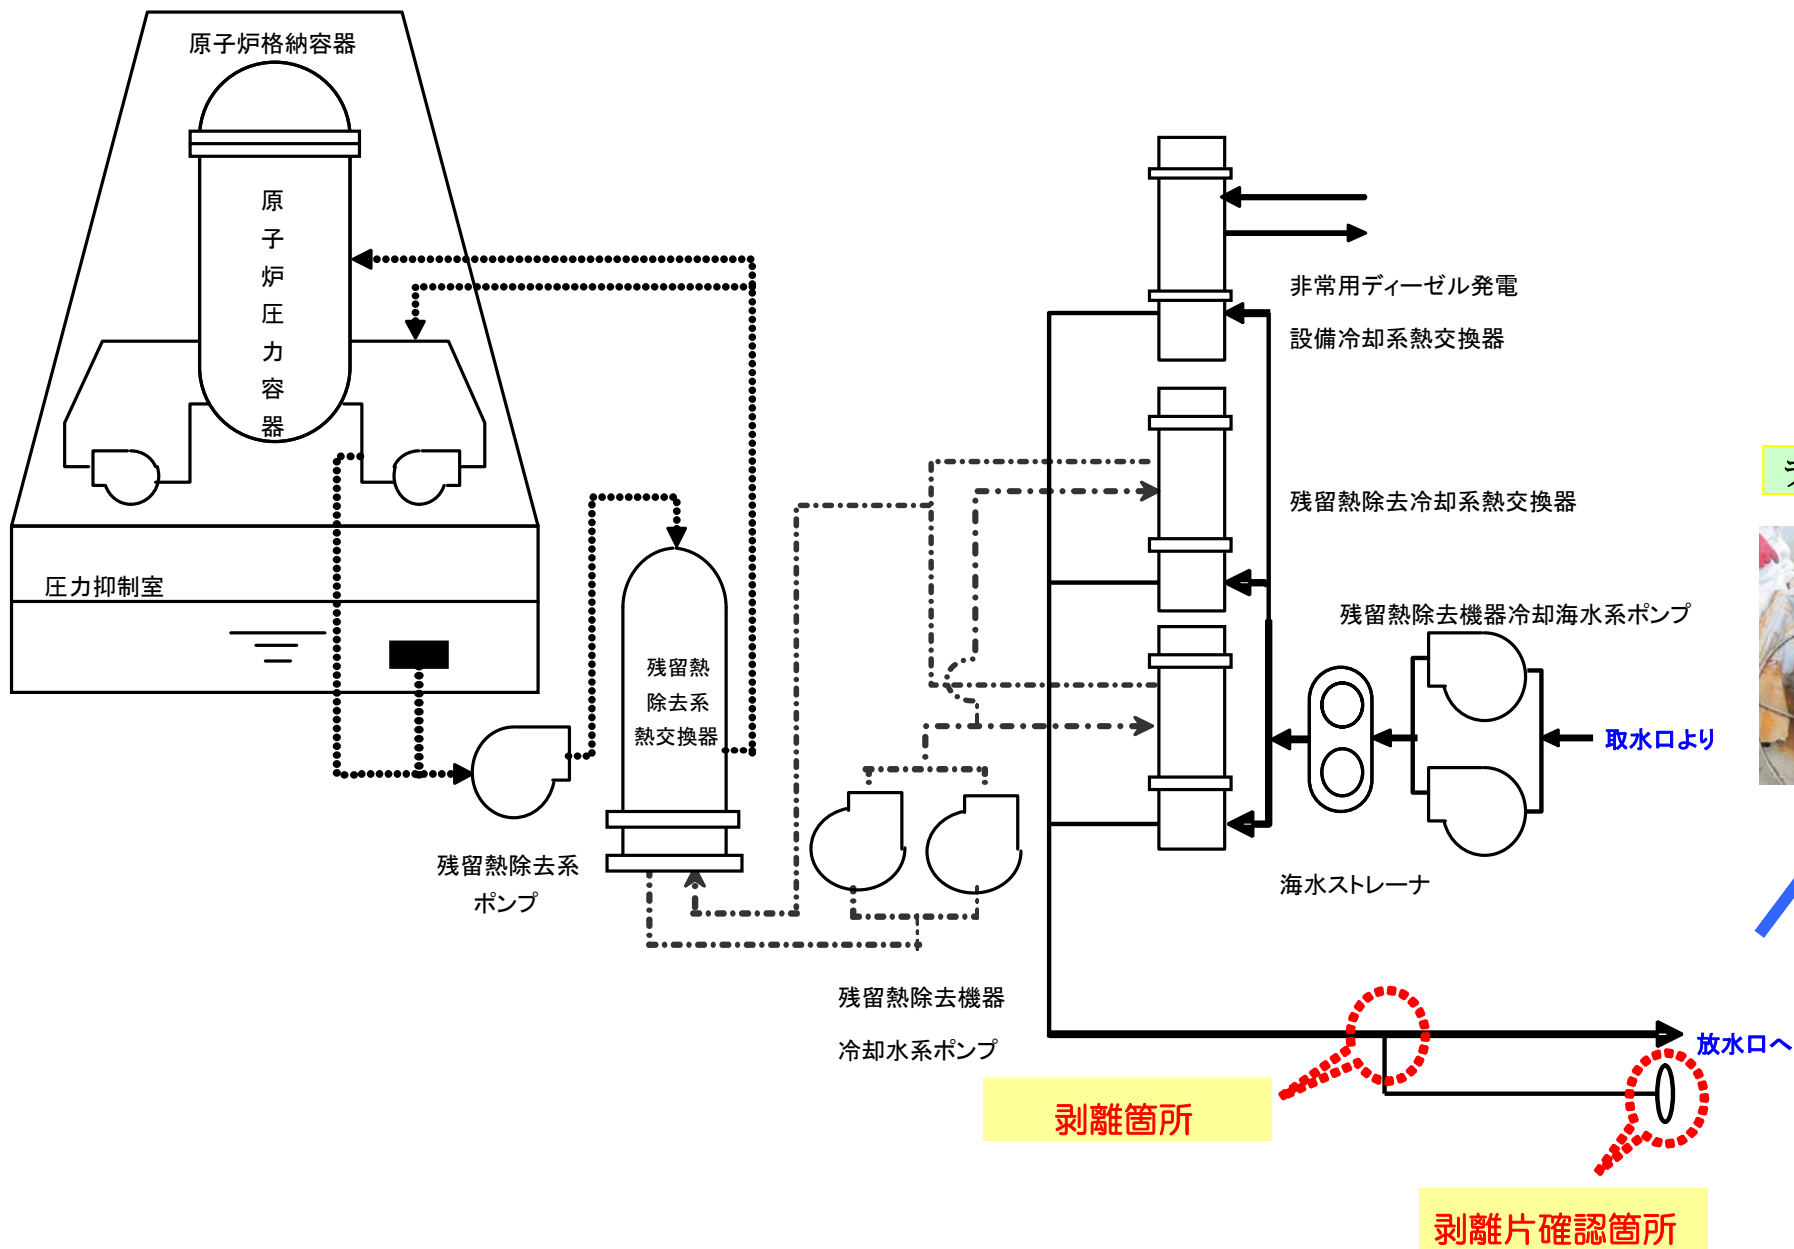 原子炉格納容器
原子炉圧力容器
圧力抑制室
残留熱除去系
ポンプ
残留熱
除去系
熱交換器
残留熱除去機器
冷却水系ポンプ
非常用ディーゼル発電
設備冷却系熱交換器
残留熱除去冷却系熱交換器
残留熱除去機器冷却海水系ポンプ
取水口より
海水ストレーナ
放水口へ
剥離箇所
剥離片確認箇所